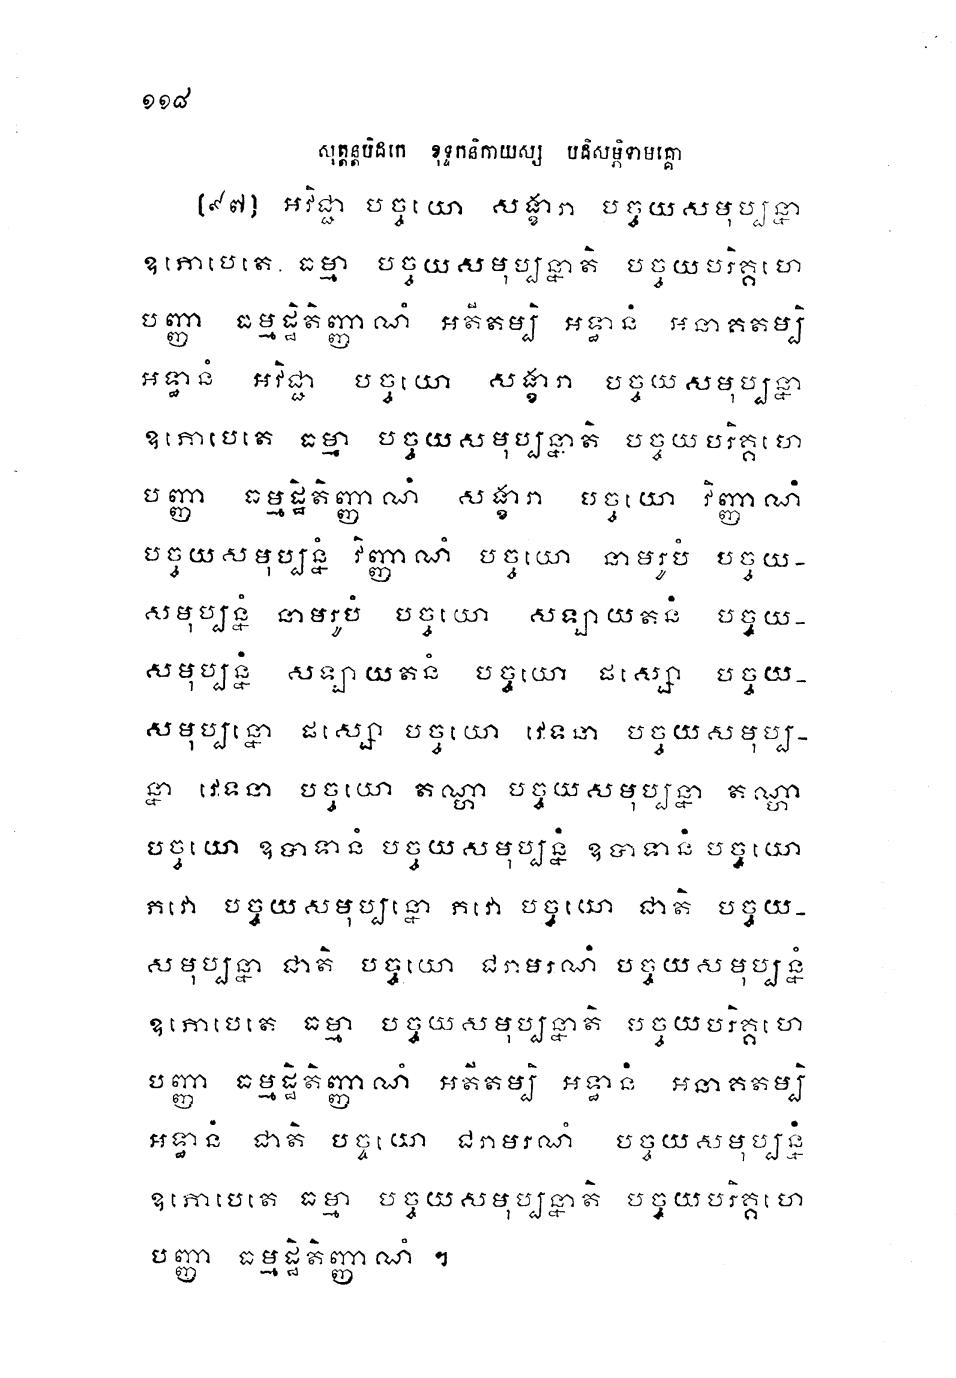 ១១៨
សុត្តន្តបិដកេ ខុទ្ទកនិកាយស្ស បដិសម្ភិទាមគ្គោ
(៩៧) អវិជ្ជា បច្ចយោ សង្ខារា បច្ចយសមុប្បន្នា
ឧភោបេតេ ធម្មា បច្ចយសមុប្បន្នាតិ បច្ចយបរិគ្គហេ
បញ្ញា ធម្មដ្ឋិតិញ្ញាណំ អតីតម្បិ អទ្ធានំ អនាគតម្បិ
អទ្ធានំ អវិជ្ជា បច្ចយោ សង្ខារា បច្ចយសមុប្បន្នា
ឧភោបេតេ ធម្មា បច្ចយសមុប្បន្នាតិ បច្ចយបរិគ្គហេ
បញ្ញា ធម្មដ្ឋិតិញ្ញាណំ សង្ខារា បច្ចយោ វិញ្ញាណំ
បច្ចយសមុប្បន្នំ វិញ្ញាណំ បច្ចយោ នាមរូបំ បច្ចយ-
សមុប្បន្នំ នាមរូបំ បច្ចយោ សឡាយតនំ បច្ចយ-
សមុប្បន្នំ សឡាយតនំ បច្ចយោ ផស្សោ បច្ចយ-
សមុប្បន្នោ ផស្សោ បច្ចយោ វេទនា បច្ចយសមុប្ប-
ន្នា វេទនា បច្ចយោ តណ្ហា បច្ចយសមុប្បន្នា តណ្ហា
បច្ចយោ ឧបាទានំ បច្ចយសមុប្បន្នំ ឧបាទានំ បច្ចយោ
ភវោ បច្ចយសមុប្បន្នោ ភវោ បច្ចយោ ជាតិ បច្ចយ-
សមុប្បន្នា ជាតិ បច្ចយោ ជរាមរណំ បច្ចយសមុប្បន្នំ
ឧភោបេតេ ធម្មា បច្ចយសមុប្បន្នាតិ បច្ចយបរិគ្គហេ
បញ្ញា ធម្មដ្ឋិតិញ្ញាណំ អតីតម្បិ អទ្ធានំ អនាគតម្បិ
អទ្ធានំ ជាតិ បច្ចយោ ជរាមរណំ បច្ចយសមុប្បន្នំ
ឧភោបេតេ ធម្មា បច្ចយសមុប្បន្នាតិ បច្ចយបរិគ្គហេ
បញ្ញា ធម្មដ្ឋិតិញ្ញាណំ ។